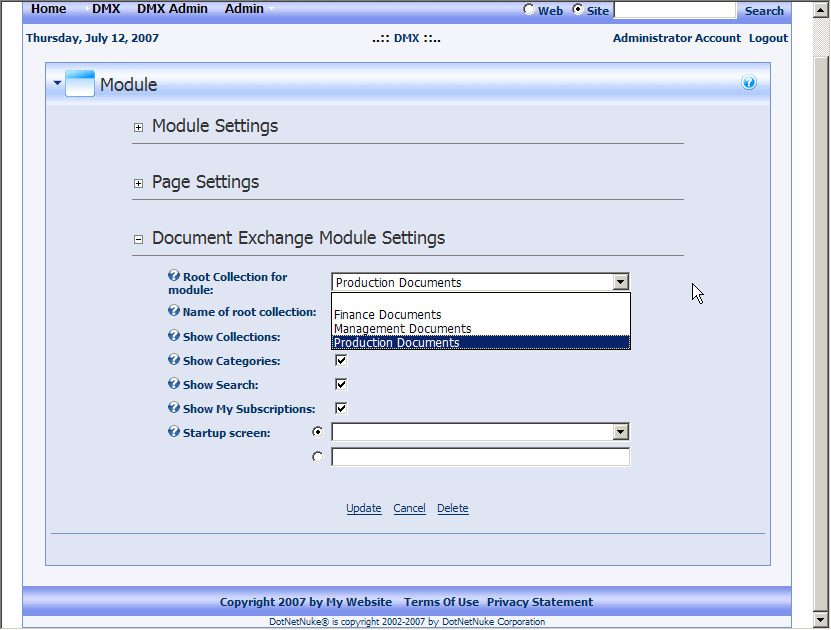 Home DMX DMX Admin Admin Web Site Search
Thursday, July 12, 2007 ..:: DMX ::.. Administrator Account Logout
Module
Module Settings
Page Settings
Document Exchange Module Settings
Root Collection for
module:
Production Documents
Name of root collection:
Finance Documents
Management Documents
Production Documents
Show Collections:
Show Categories:
Show Search:
Show My Subscriptions:
Startup screen:
Update Cancel Delete
Copyright 2007 by My Website Terms Of Use Privacy Statement
DotNetNuke® is copyright 2002-2007 by DotNetNuke Corporation